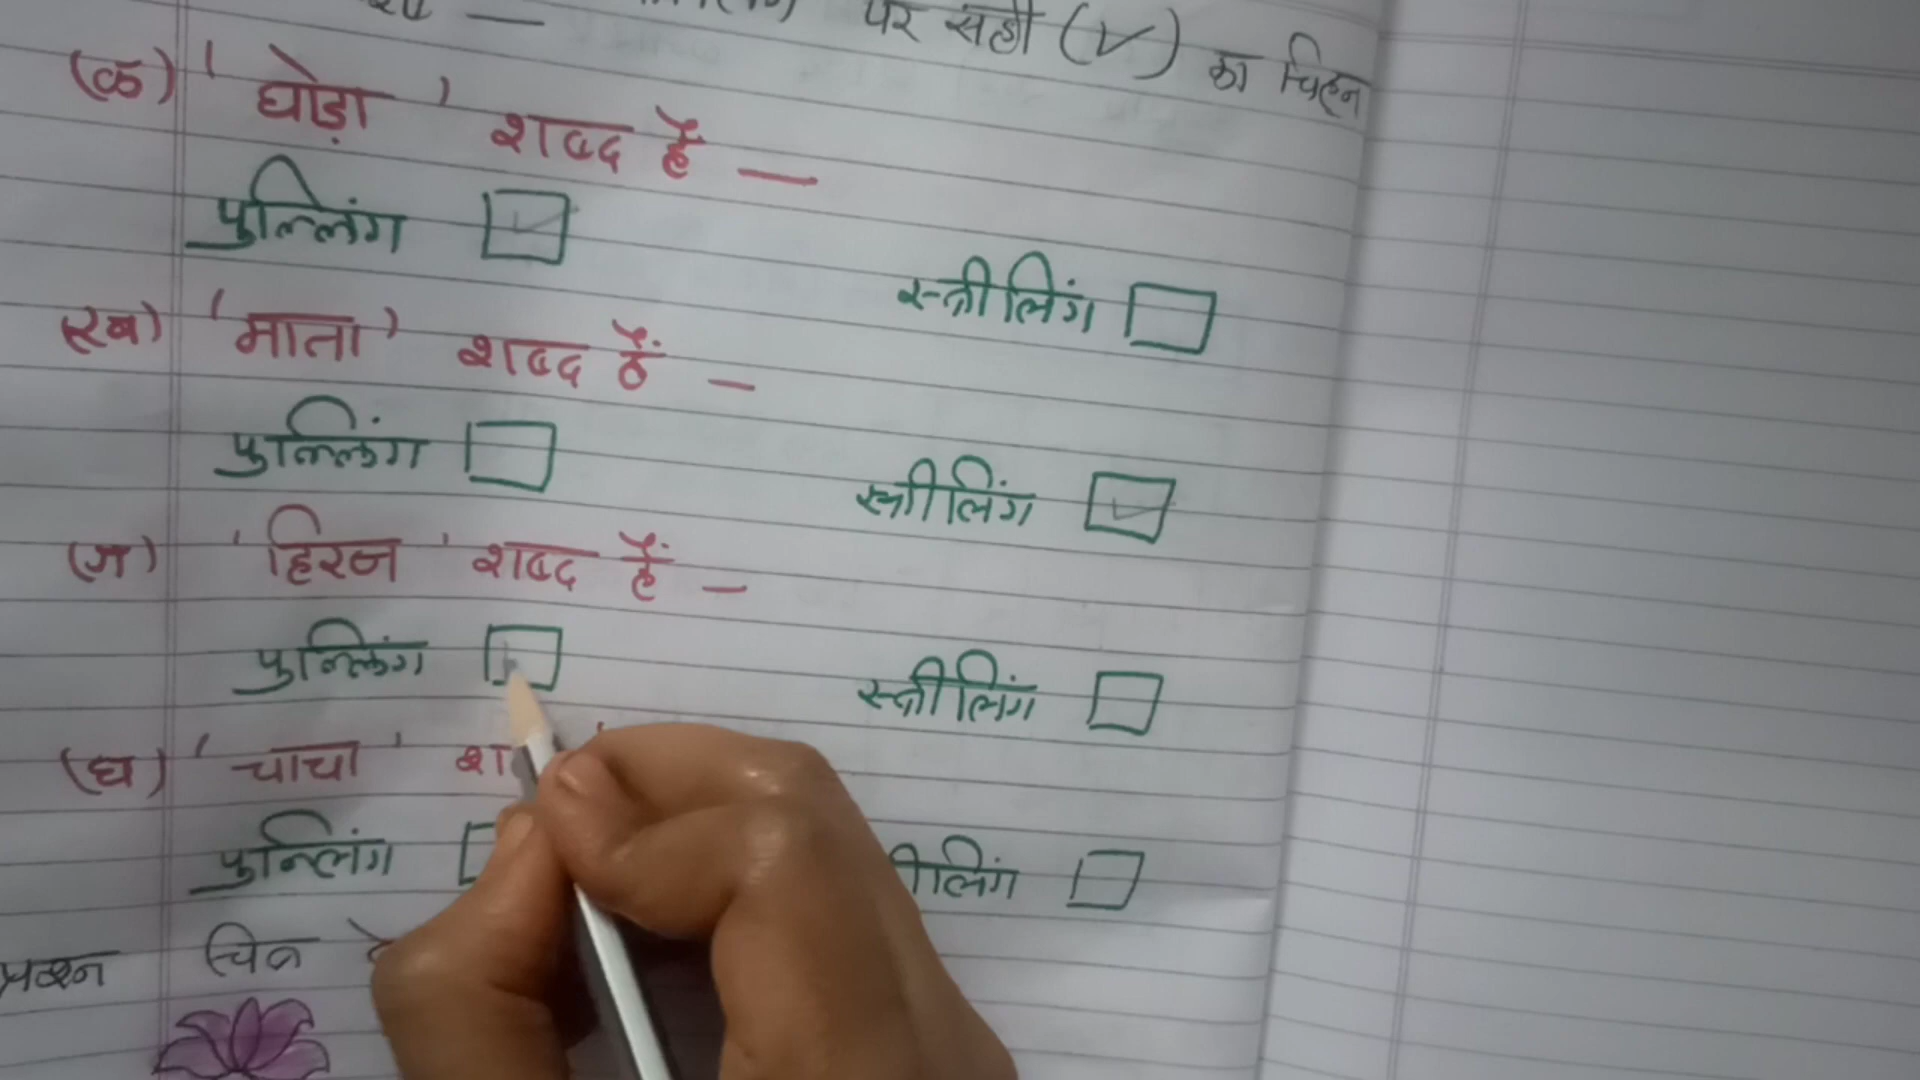 पर सही (✓) का चिह्न
(क) 'घोड़ा' शब्द हैं —
पुल्लिंग स्त्रीलिंग
(ख) 'माता' शब्द हैं —
पुल्लिंग स्त्रीलिंग
(ग) 'हिरन' शब्द हैं —
पुल्लिंग स्त्रीलिंग
(घ) 'चाचा'
पुल्लिंग
प्रश्न चित्र